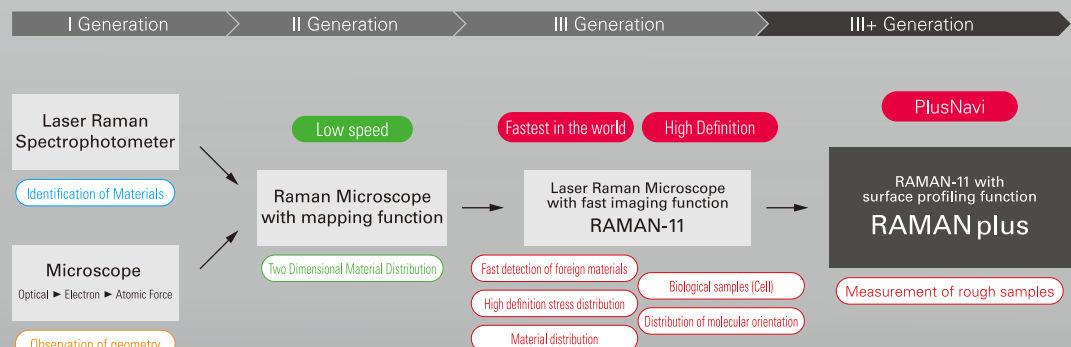 I Generation
II Generation
III Generation
III+ Generation
Laser Raman
Spectrophotometer
Identification of Materials
Microscope
Optical ► Electron ► Atomic Force
Observation of geometry
Low speed
Raman Microscope
with mapping function
Two Dimensional Material Distribution
Fastest in the world
High Definition
Laser Raman Microscope
with fast imaging function
RAMAN-11
Fast detection of foreign materials
High definition stress distribution
Material distribution
Biological samples (Cell)
Distribution of molecular orientation
PlusNavi
RAMAN-11 with
surface profiling function
RAMAN plus
Measurement of rough samples